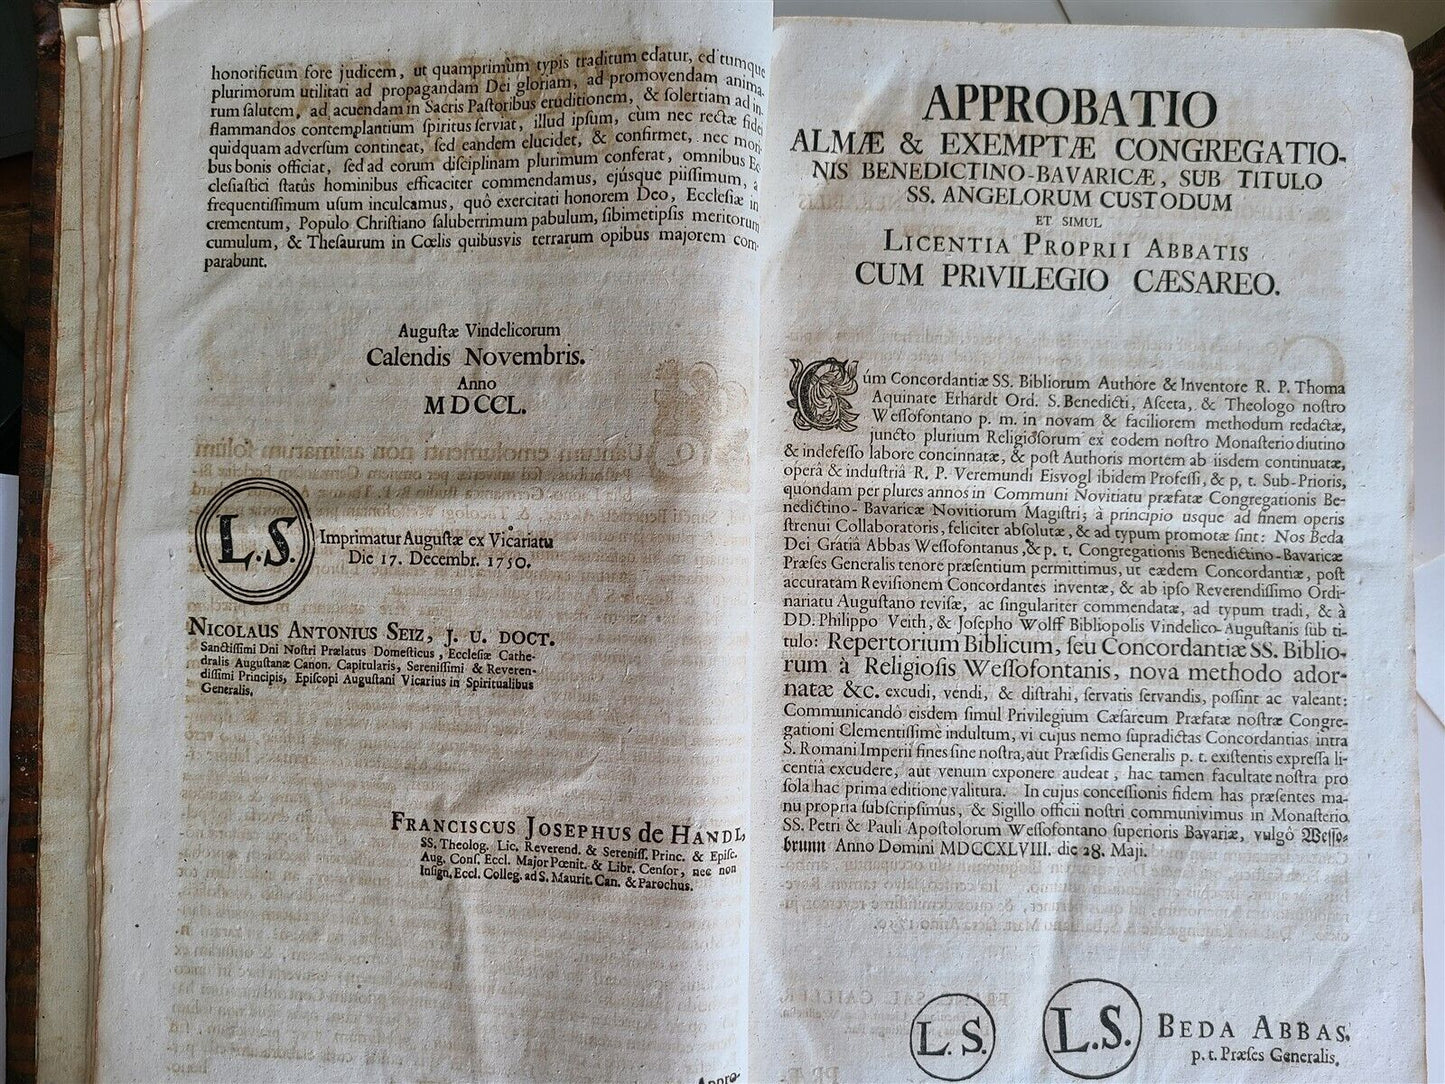 honorificum fore judicem, ut quamprimùm typis traditum edatur, ed tumque
plurimorum utilitati ad propagandam Dei gloriam, ad promovendam anima-
rum ſalutem, ad acuendam in Sacris Paſtoribus eruditionem, & ſolertiam ad in-
flammandos contemplantium ſpiritus ſerviat, illud ipſum, cùm nec rectæ fidei
quidquam adverſum contineat, ſed eandem elucidet, & confirmet, nec mori-
bus bonis officiat, ſed ad eorum diſciplinam plurimum conferat, omnibus Ec
cleſiaſtici ſtatûs hominibus efficaciter commendamus, ejúsque piiſſimum, a
frequentiſſimum uſum inculcamus, quò exercitati honorem Deo, Eccleſiæ in
crementum, Populo Chriſtiano ſaluberrimum pabulum, ſibimetipſis meritorum
cumulum, & Theſaurum in Cœlis quibusvis terrarum opibus majorem com-
parabunt.
Auguſtæ Vindelicorum
Calendis Novembris.
Anno
MDCCL.
L.S.
Imprimatur Auguſtæ ex Vicariatu
Die 17. Decembr. 1750.
NICOLAUS ANTONIUS SEIZ, J. U. DOCT.
Sanctiſſimi Dni Noſtri Prælatus Domeſticus, Eccleſiæ Cathe-
dralis Auguſtanæ Canon. Capitularis, Sereniſſimi & Reveren-
diſſimi Principis, Epiſcopi Auguſtani Vicarius in Spiritualibus
Generalis,
FRANCISCUS JOSEPHUS de HANDL,
SS. Theolog. Lic. Reverend. & Sereniſſ. Princ. & Epiſc.
Aug. Conſ. Eccl. Major Pœnit. & Libr. Cenſor, nec non
Inſign. Eccl. Colleg. ad S. Maurit. Can. & Parochus.
Appro-
APPROBATIO
ALMÆ & EXEMPTÆ CONGREGATIO-
NIS BENEDICTINO-BAVARICÆ, SUB TITULO
SS. ANGELORUM CUSTODUM
ET SIMUL
LICENTIA PROPRII ABBATIS
CUM PRIVILEGIO CÆSAREO.
Cúm Concordantiæ SS. Bibliorum Authore & Inventore R. P. Thoma
Aquinate Erhardt Ord. S. Benedicti, Aſceta, & Theologo noſtro
Weſſofontano p. m. in novam & faciliorem methodum redactæ,
juncto plurium Religioſorum ex eodem noſtro Monaſterio diutino
& indefeſſo labore concinnatæ, & poſt Authoris mortem ab iisdem continuatæ,
operâ & induſtriâ R. P. Veremundi Eisvogl ibidem Profeſſi, & p. t. Sub-Prioris,
quondam per plures annos in Communi Novitiatu præfatæ Congregationis Be-
nedictino-Bavaricæ Novitiorum Magiſtri; à principio usque ad finem operis
ſtrenui Collaboratoris, feliciter abſolutæ, & ad typum promotæ ſint: Nos Beda
Dei Gratiâ Abbas Weſſofontanus, & p. t. Congregationis Benedictino-Bavaricæ
Præſes Generalis tenore præſentium permittimus, ut eædem Concordantiæ, poſt
accuratam Reviſionem Concordantes inventæ, & ab ipſo Reverendiſſimo Ordi-
nariatu Auguſtano reviſæ, ac ſingulariter commendatæ, ad typum tradi, & à
DD. Philippo Veith, & Joſepho Wolff Bibliopolis Vindelico-Auguſtanis ſub ti-
tulo: Repertorium Biblicum, ſeu Concordantiæ SS. Biblio-
rum à Religioſis Weſſofontanis, nova methodo ador-
natæ &c. excudi, vendi, & diſtrahi, ſervatis ſervandis, poſſint ac valeant:
Communicandô eisdem ſimul Privilegium Cæſareum Præfatæ noſtræ Congre-
gationi Clementiſſimè indultum, vi cujus nemo ſupradictas Concordantias intra
S. Romani Imperii fines ſine noſtra, aut Præſidis Generalis p. t. exiſtentis expreſſa li-
centiâ excudere, aut venum exponere audeat, hac tamen facultate noſtra pro
ſola hac prima editione valitura. In cujus conceſſionis fidem has præſentes ma-
nu propria ſubſcripſimus, & Sigillo officii noſtri communivimus in Monaſterio
SS. Petri & Pauli Apoſtolorum Weſſofontano ſuperioris Bavariæ, vulgò Weſſo-
brunn Anno Domini MDCCXLVIII. die 28. Maji.
L. S.
L.S.
BEDA ABBAS.
p. t. Præſes Generalis,